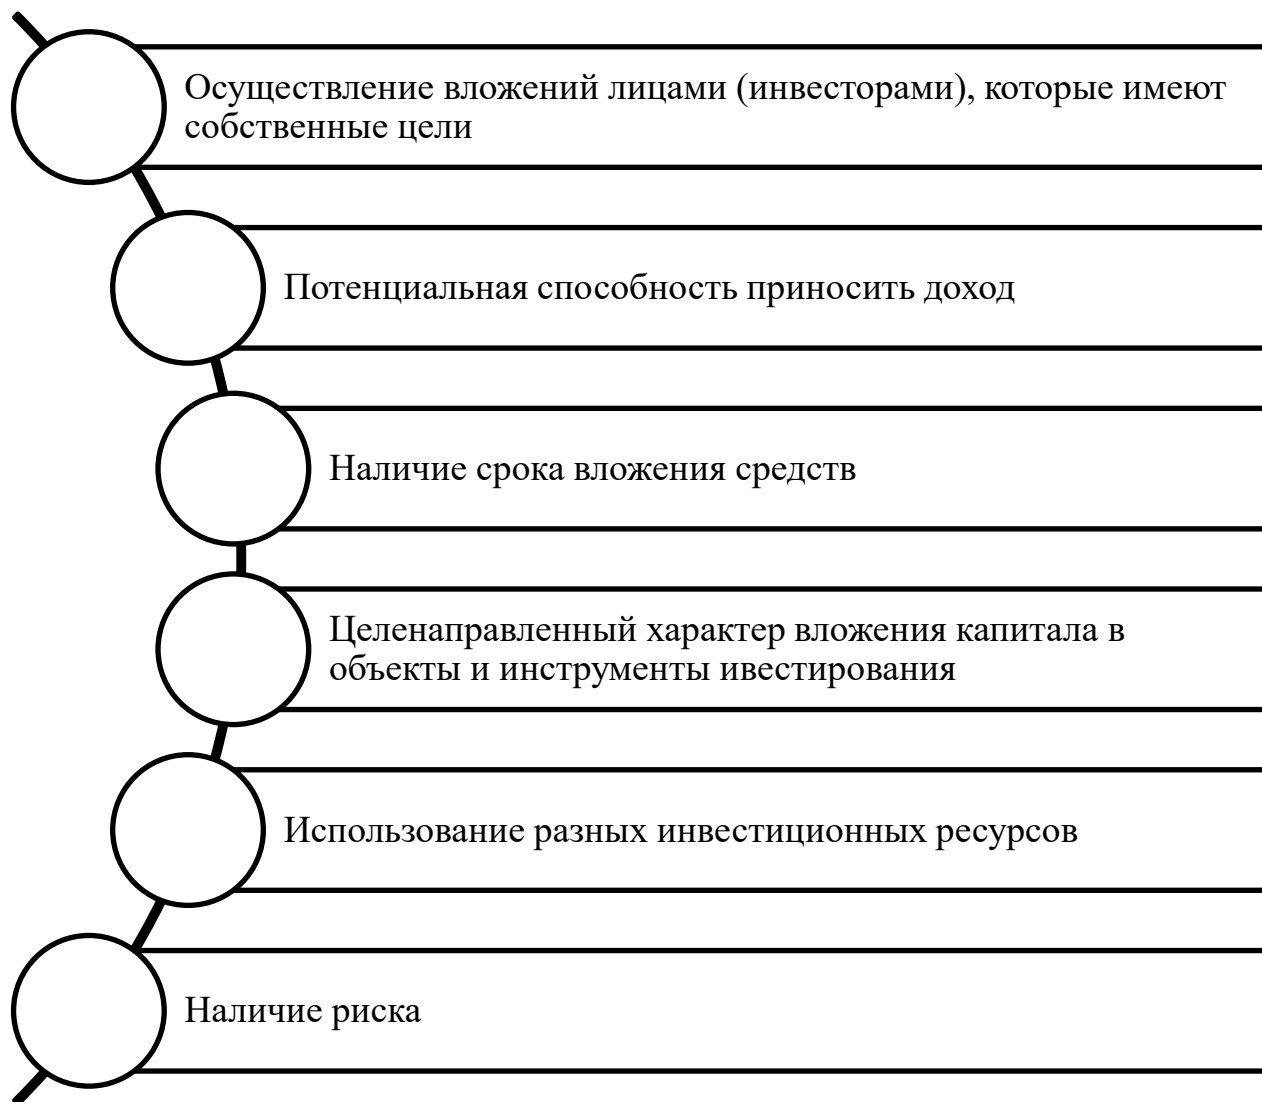 Осуществление вложений лицами (инвесторами), которые имеют
собственные цели
Потенциальная способность приносить доход
Наличие срока вложения средств
Целенаправленный характер вложения капитала в
объекты и инструменты ивестирования
Использование разных инвестиционных ресурсов
Наличие риска